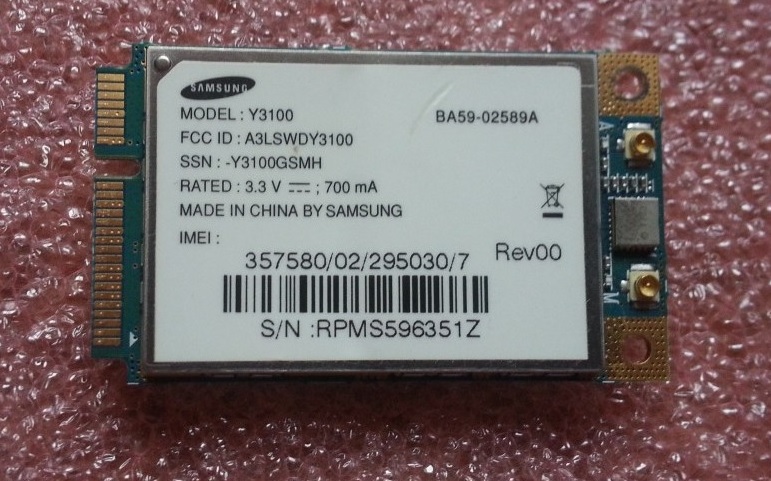 SAMSUNG
MODEL : Y3100
BA59-02589A
FCC ID : A3LSWDY3100
SSN : -Y3100GSMH
RATED : 3.3 V ⎓ ; 700 mA
MADE IN CHINA BY SAMSUNG
IMEI :
357580/02/295030/7
Rev00
S/N :RPMS596351Z
A
M